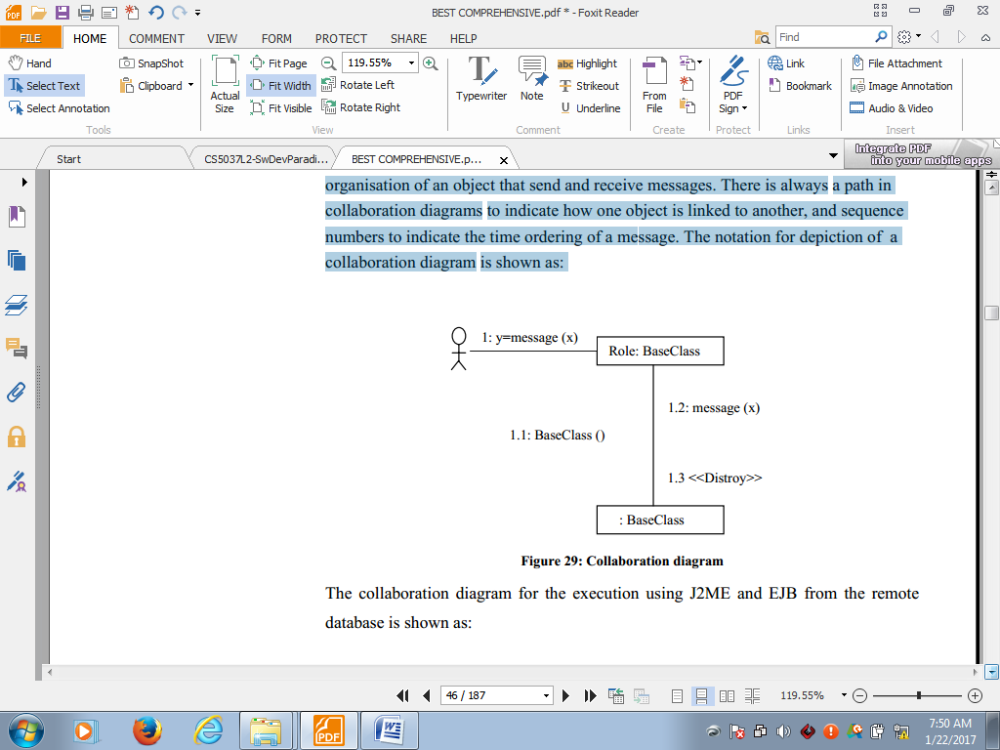 BEST COMPREHENSIVE.pdf * - Foxit Reader
FILE HOME COMMENT VIEW FORM PROTECT SHARE HELP Find
Hand
Select Text
Select Annotation
SnapShot
Clipboard
Tools
Actual Size
Fit Page
Fit Width
Fit Visible
119.55%
Rotate Left
Rotate Right
View
Typewriter
Note
abc Highlight
Strikeout
Underline
Comment
From File
Create
PDF Sign
Protect
Link
Bookmark
Links
File Attachment
Image Annotation
Audio & Video
Insert
Start
CS5037L2-SwDevParadi...
BEST COMPREHENSIVE.p...
Integrate PDF
into your mobile apps
organisation of an object that send and receive messages. There is always a path in
collaboration diagrams to indicate how one object is linked to another, and sequence
numbers to indicate the time ordering of a message. The notation for depiction of a
collaboration diagram is shown as:
1: y=message (x)
Role: BaseClass
1.2: message (x)
1.1: BaseClass ()
1.3 <<Distroy>>
: BaseClass
Figure 29: Collaboration diagram
The collaboration diagram for the execution using J2ME and EJB from the remote
database is shown as:
46 / 187
119.55%
7:50 AM
1/22/2017